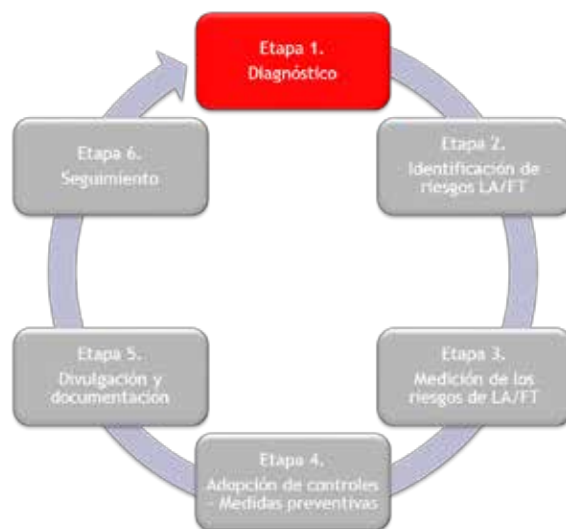 Etapa 1.
Diagnóstico
Etapa 2.
Identificación de
riesgos LA/FT
Etapa 3.
Medición de los
riesgos de LA/FT
Etapa 4.
Adopción de controles
- Medidas preventivas
Etapa 5.
Divulgación y
documentación
Etapa 6.
Seguimiento